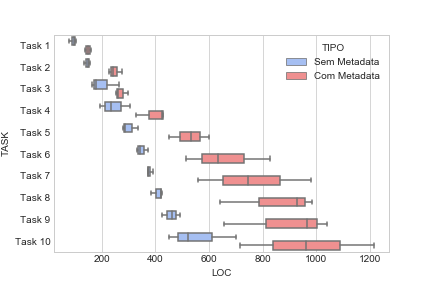 TIPO
Sem Metadata
Com Metadata
Task 1
Task 2
Task 3
Task 4
Task 5
Task 6
Task 7
Task 8
Task 9
Task 10
TASK
200 400 600 800 1000 1200
LOC